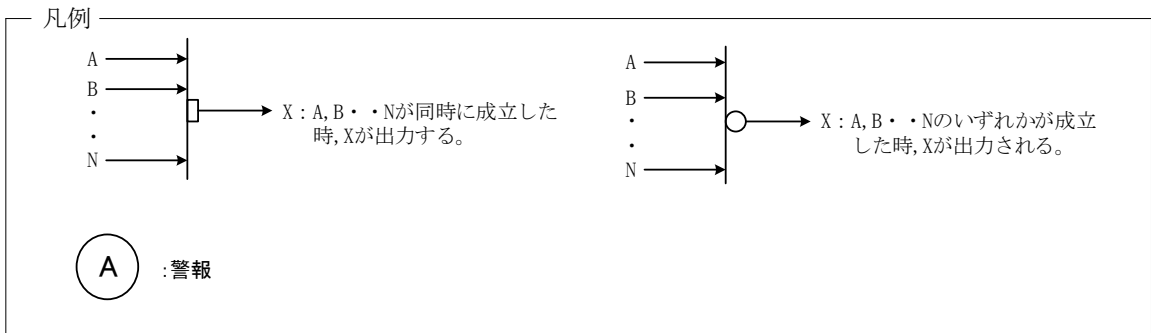 凡例
A
B
・
・
N
X：A,B・・Nが同時に成立した
時,Xが出力する。
A
B
・
・
N
X：A,B・・Nのいずれかが成立
した時,Xが出力される。
A
:警報